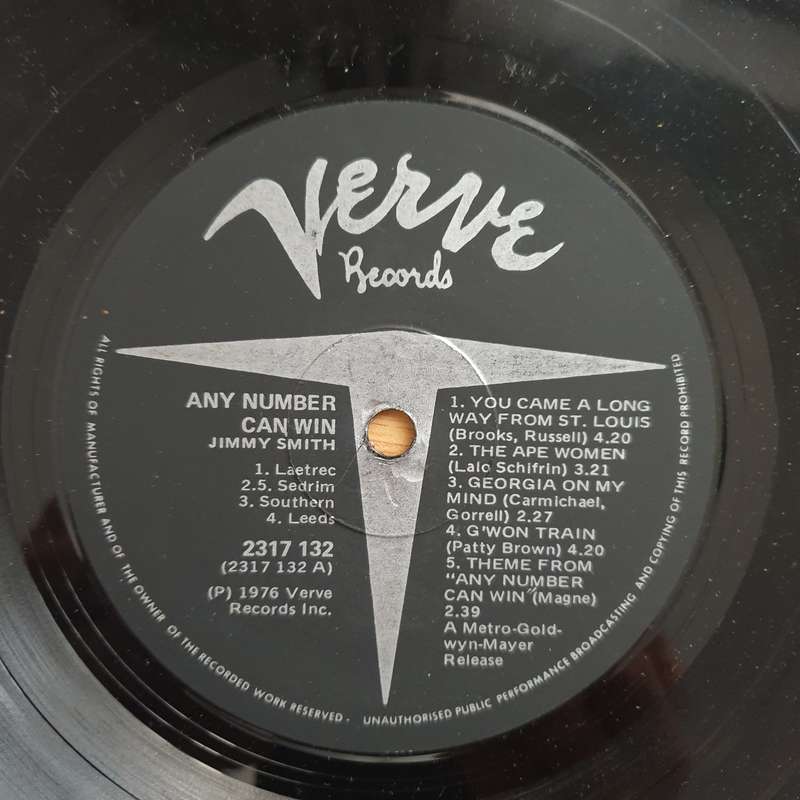 Verve
Records
ANY NUMBER
CAN WIN
JIMMY SMITH
1. Laetrec
2.5. Sedrim
3. Southern
4. Leeds
2317 132
(2317 132 A)
(P) 1976 Verve
Records Inc.
1. YOU CAME A LONG
WAY FROM ST. LOUIS
(Brooks, Russell) 4.20
2. THE APE WOMEN
(Lalo Schifrin) 3.21
3. GEORGIA ON MY
MIND (Carmichael,
Gorrell) 2.27
4. G'WON TRAIN
(Patty Brown) 4.20
5. THEME FROM
"ANY NUMBER
CAN WIN" (Magne)
2.39
A Metro-Gold-
wyn-Mayer
Release
ALL RIGHTS OF MANUFACTURER AND OF THE OWNER OF THE RECORDED WORK RESERVED. UNAUTHORISED PUBLIC PERFORMANCE BROADCASTING AND COPYING OF THIS RECORD PROHIBITED